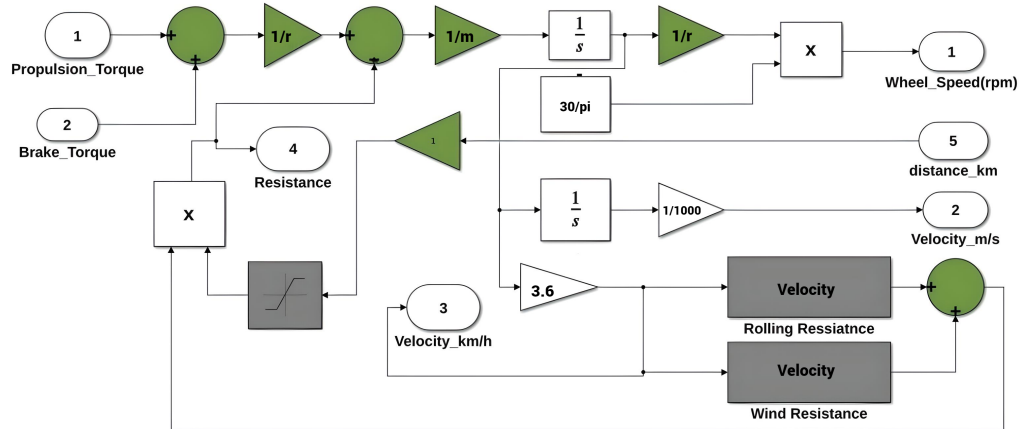 1
Propulsion_Torque
+
+
1/r
+
1/m
1
s
1/r
X
1
Wheel_Speed(rpm)
30/pi
2
Brake_Torque
4
Resistance
1
5
distance_km
X
1
s
1/1000
2
Velocity_m/s
3.6
3
Velocity_km/h
Velocity
Rolling Ressiatnce
+
+
Velocity
Wind Resistance